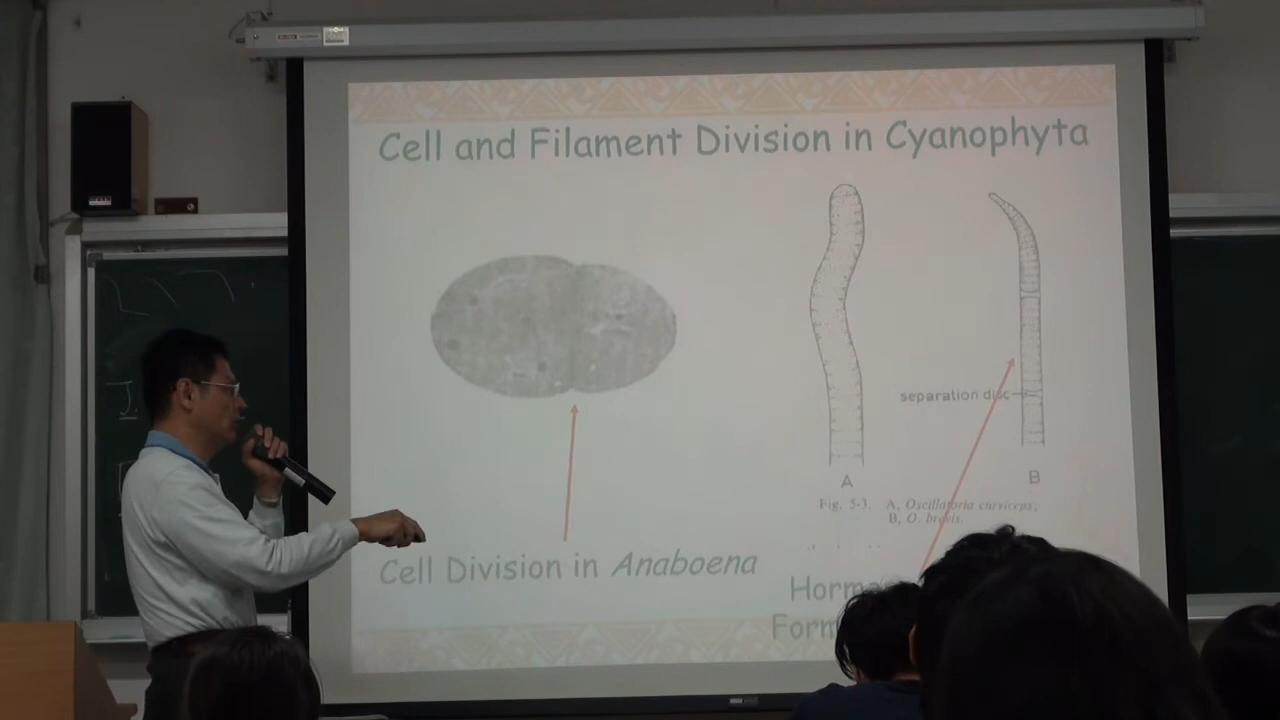 Cell and Filament Division in Cyanophyta
separation disc
A
B
Fig. 5-3. A, Oscillatoria curviceps;
B, O. brevis.
Cell Division in Anaboena
Horm
Form
J.